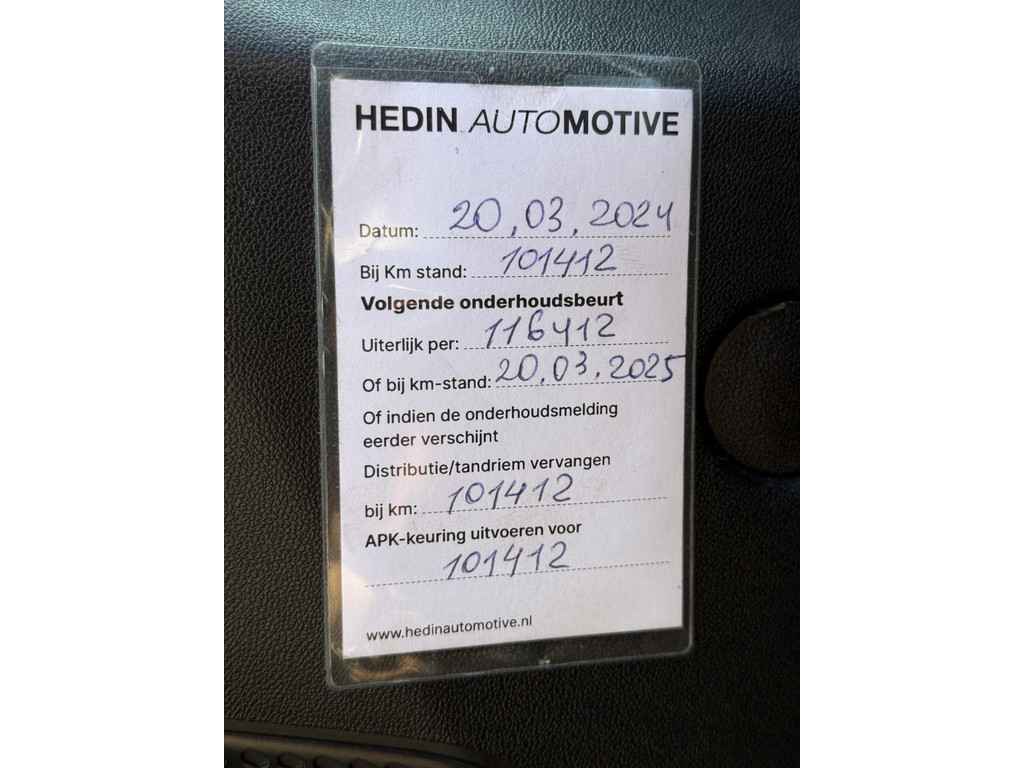 HEDIN AUTOMOTIVE
Datum: 20.03.2024
Bij Km stand: 101412
Volgende onderhoudsbeurt
Uiterlijk per: 116412
Of bij km-stand: 20.03.2025
Of indien de onderhoudsmelding
eerder verschijnt
Distributie/tandriem vervangen
bij km: 101412
APK-keuring uitvoeren voor
101412
www.hedinautomotive.nl